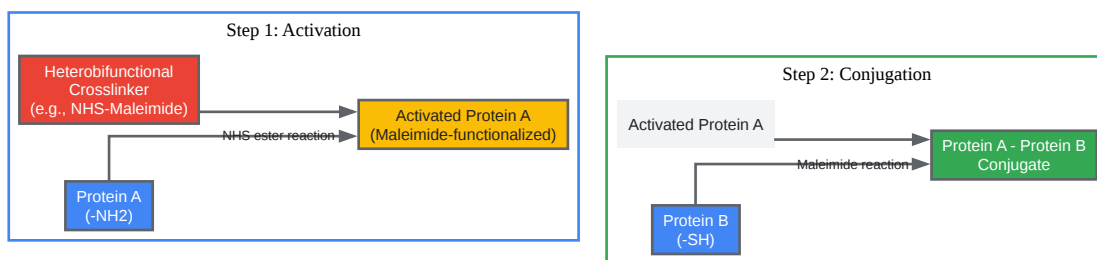 Step 1: Activation
Heterobifunctional
Crosslinker
(e.g., NHS-Maleimide)
Activated Protein A
(Maleimide-functionalized)
NHS ester reaction
Protein A
(-NH2)
Step 2: Conjugation
Activated Protein A
Protein A - Protein B
Conjugate
Maleimide reaction
Protein B
(-SH)